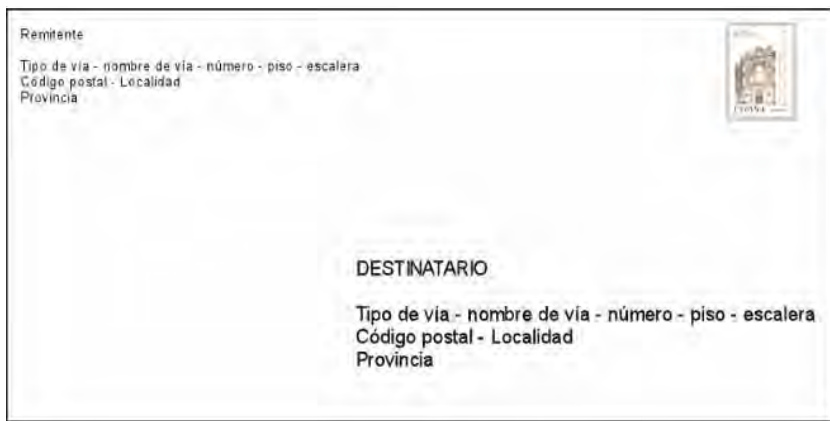 Remitente
Tipo de vía - nombre de vía - número - piso - escalera
Código postal - Localidad
Provincia
DESTINATARIO
Tipo de vía - nombre de vía - número - piso - escalera
Código postal - Localidad
Provincia